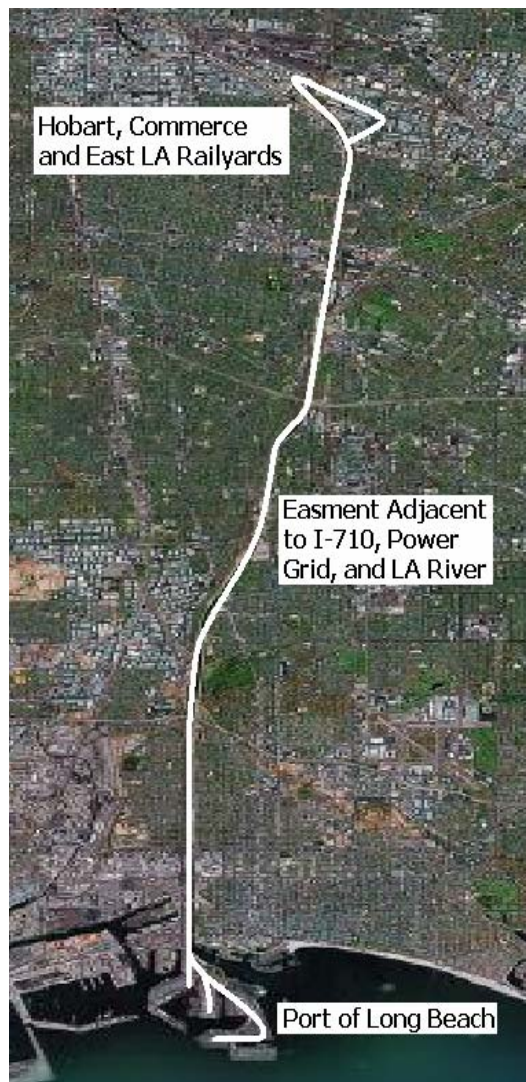 Hobart, Commerce
and East LA Railyards
Easment Adjacent
to I-710, Power
Grid, and LA River
Port of Long Beach